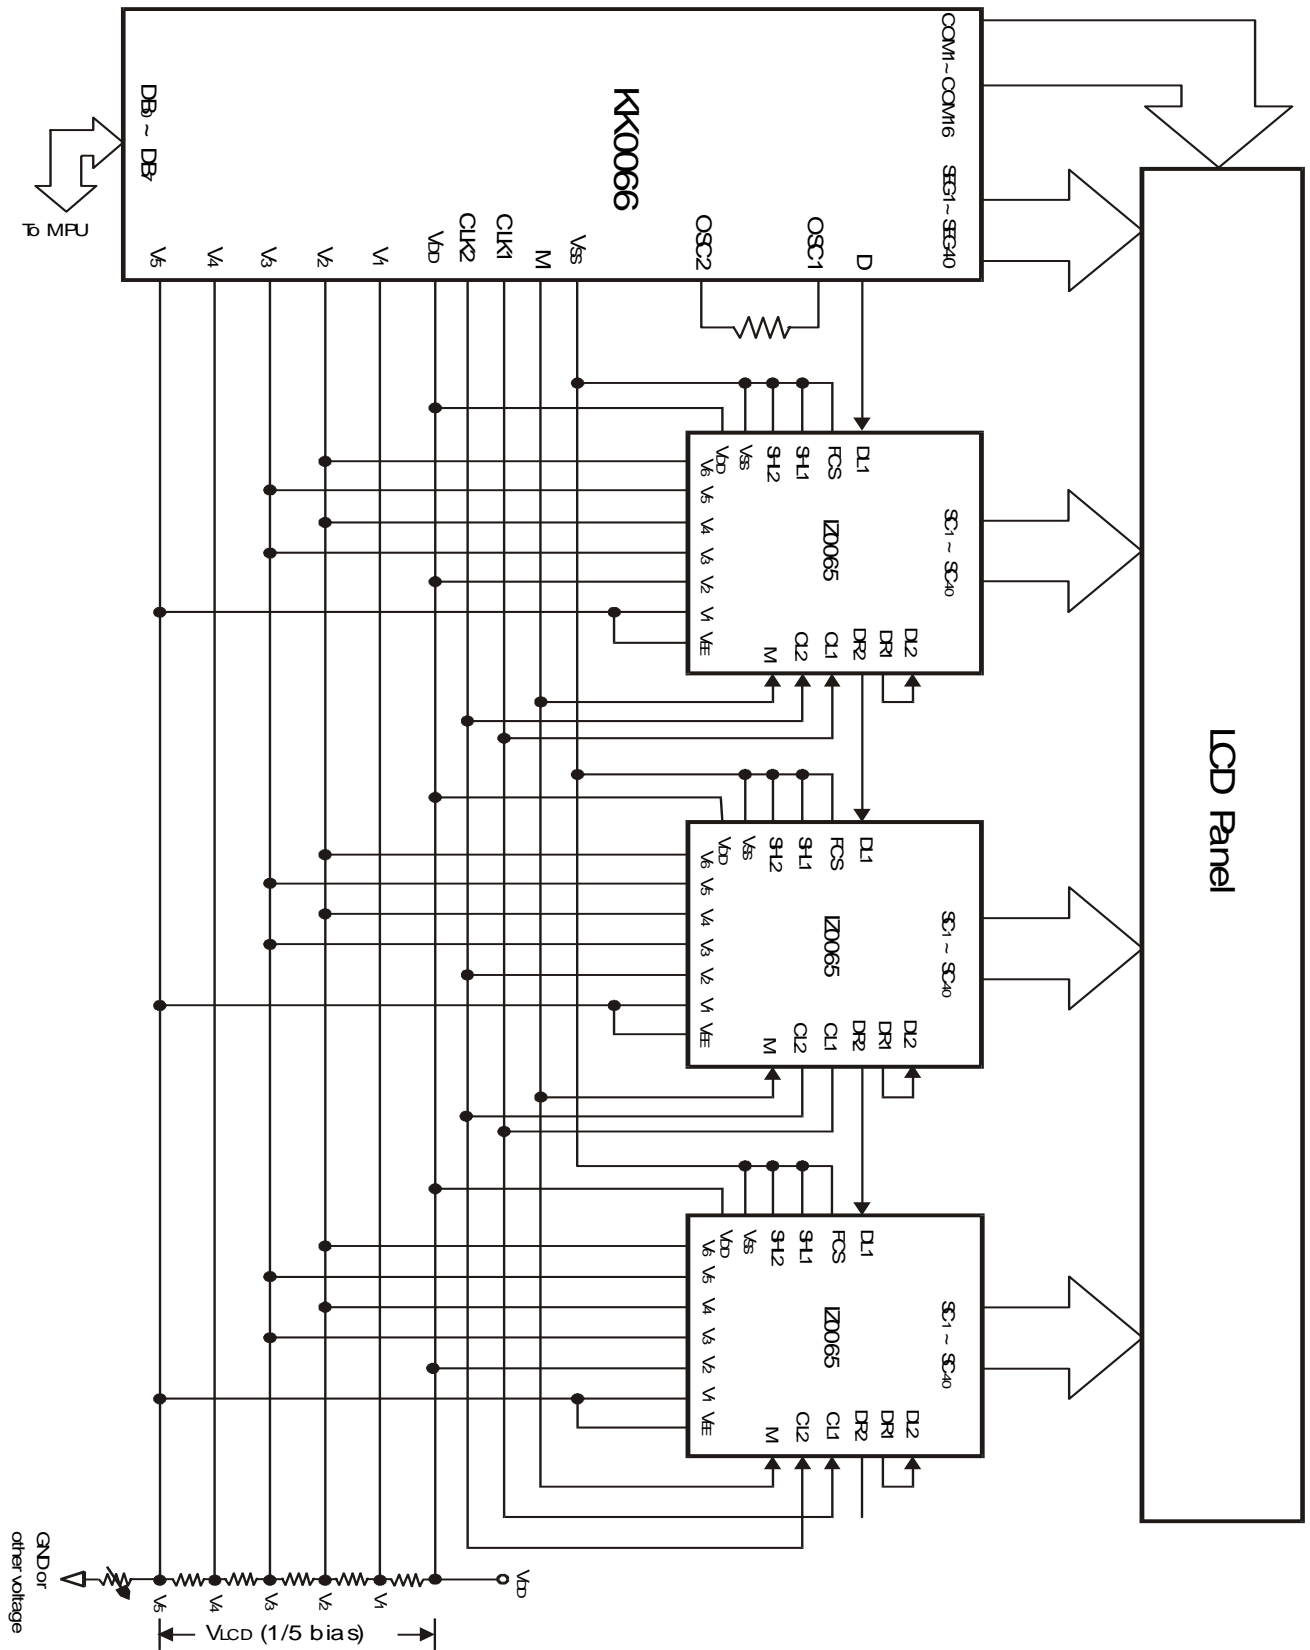 KK0066
COM1~COM16
SEG1~SEG40
DB0 ~ DB7
To MPU
V5
V4
V3
V2
V1
VDD
CLK2
CLK1
M
VSS
OSC2
OSC1
D
LCD Panel
VDD
VSS
SHL2
SHL1
FCS
DL1
V6
V5
V4
V3
V2
V1
VEE
IZ0065
SC1 ~ SC40
M
CL2
CL1
DR2
DR1
DL2
VDD
VSS
SHL2
SHL1
FCS
DL1
V6
V5
V4
V3
V2
V1
VEE
IZ0065
SC1 ~ SC40
M
CL2
CL1
DR2
DR1
DL2
VDD
VSS
SHL2
SHL1
FCS
DL1
V6
V5
V4
V3
V2
V1
VEE
IZ0065
SC1 ~ SC40
M
CL2
CL1
DR2
DR1
DL2
GND or
other voltage
V5
V4
V3
V2
V1
VDD
VLCD (1/5 bias)